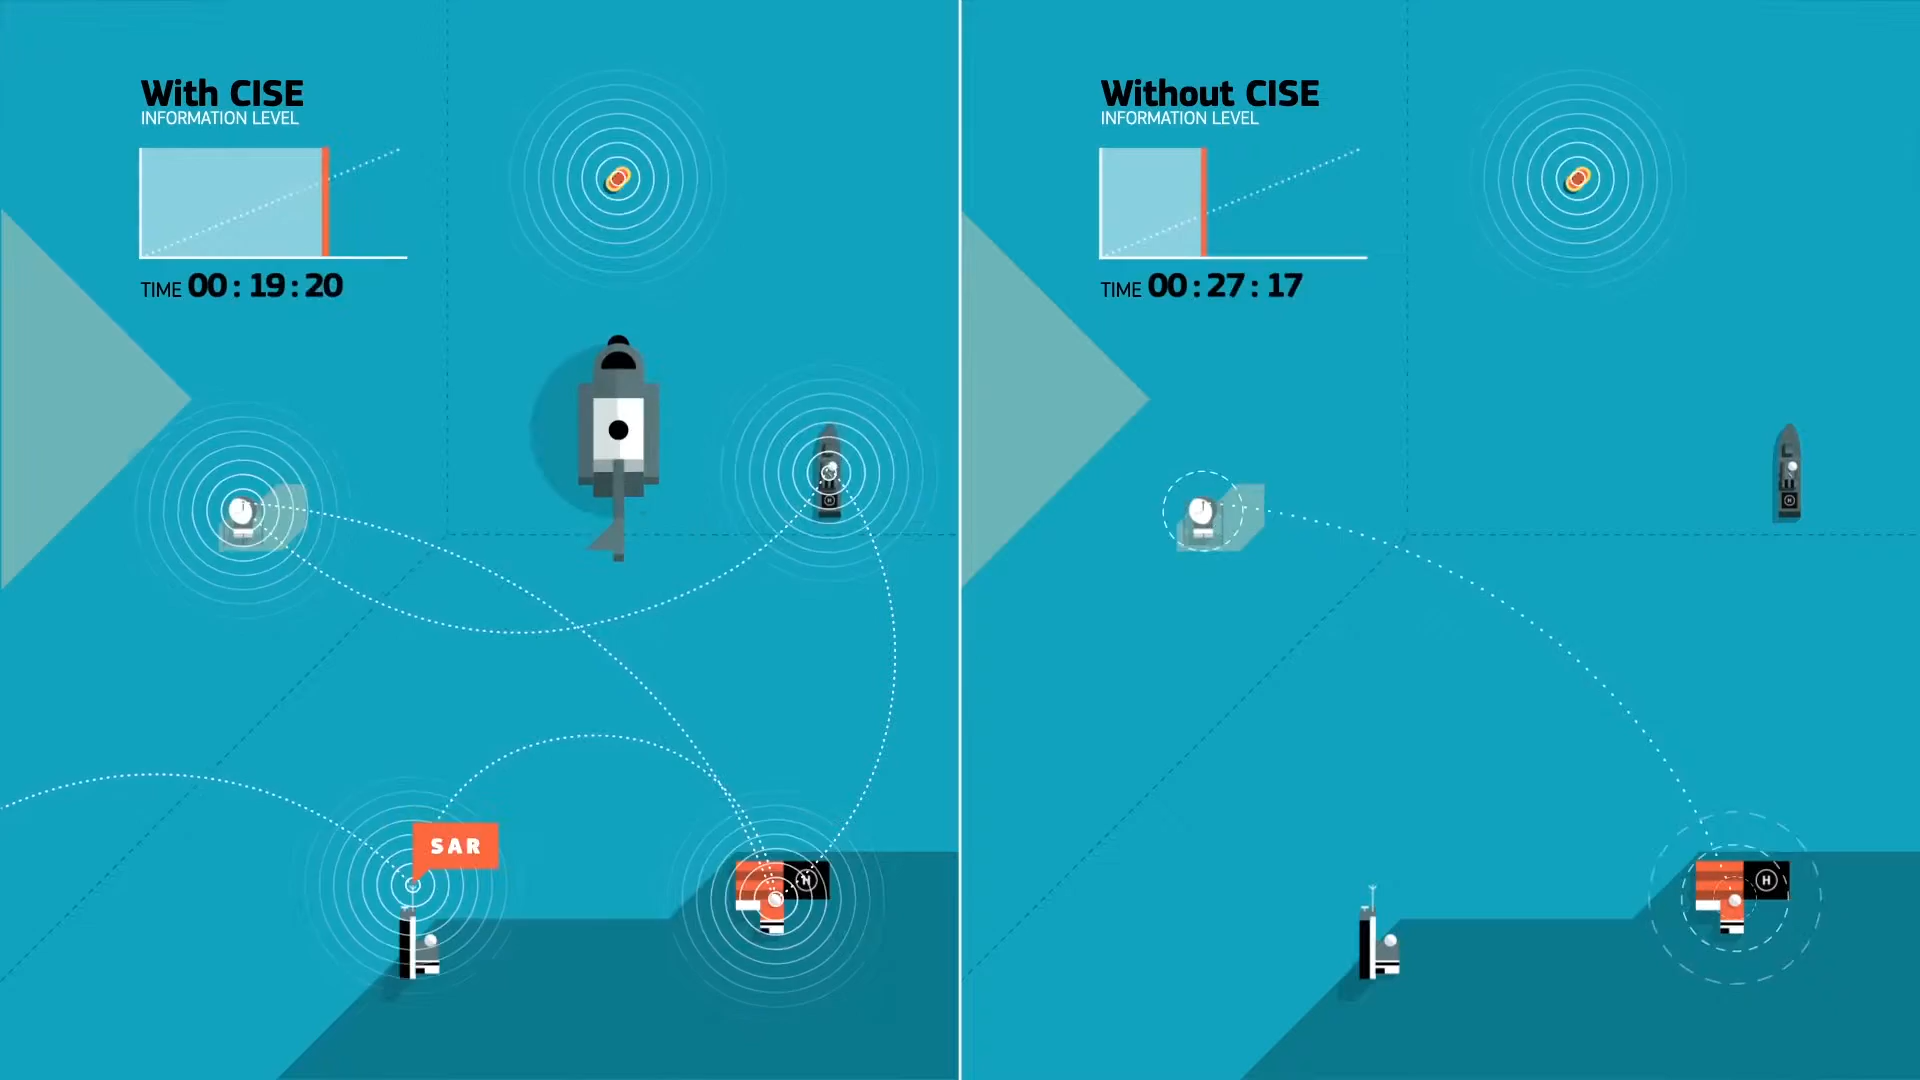 With CISE
INFORMATION LEVEL
TIME 00 : 19 : 20
SAR
H
H
Without CISE
INFORMATION LEVEL
TIME 00 : 27 : 17
H
H